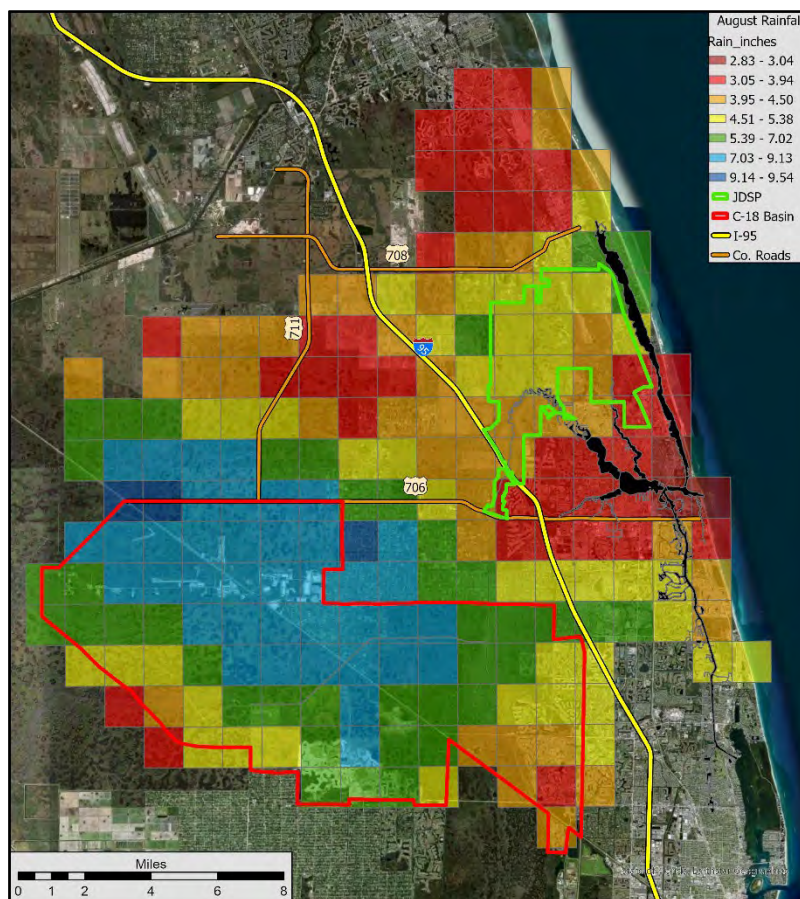 August Rainfal
Rain_inches
2.83 - 3.04
3.05 - 3.94
3.95 - 4.50
4.51 - 5.38
5.39 - 7.02
7.03 - 9.13
9.14 - 9.54
JDSP
C-18 Basin
I-95
Co. Roads
708
711
I-95
706
Miles
0 1 2 4 6 8